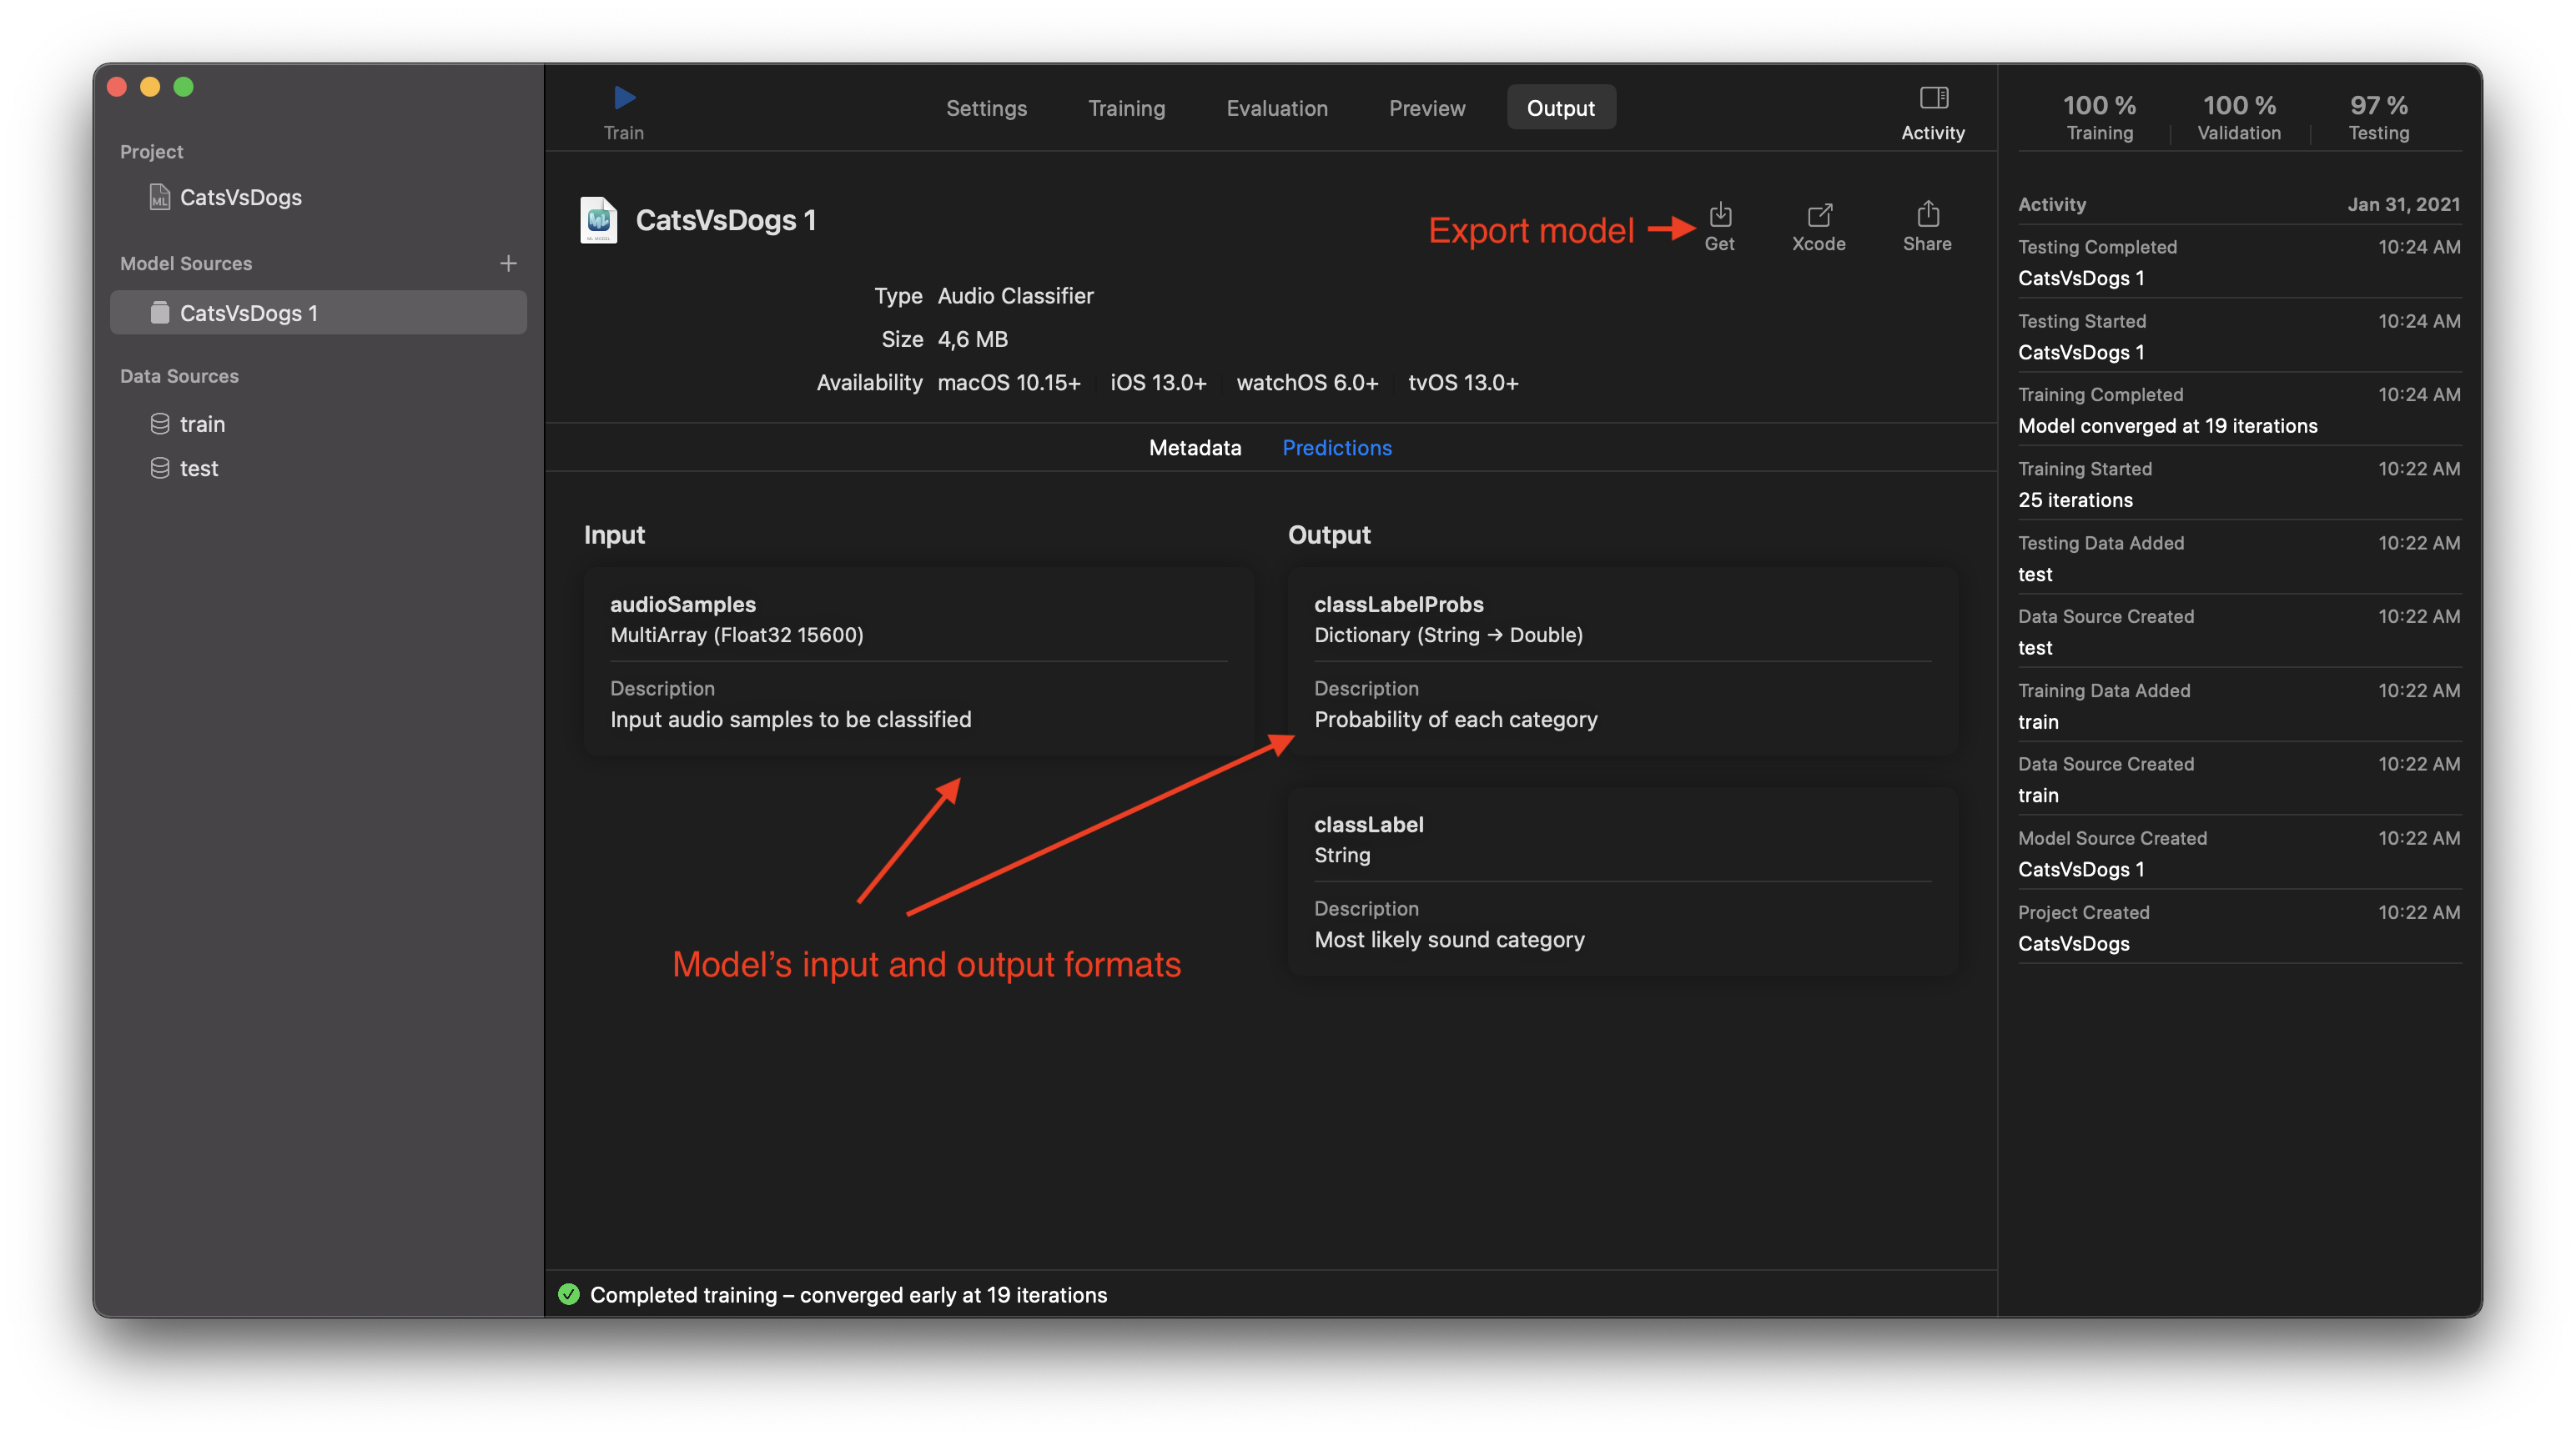 Project
CatsVsDogs
Model Sources
CatsVsDogs 1
Data Sources
train
test
Train
Settings Training Evaluation Preview Output
Activity
CatsVsDogs 1
Export model
Get Xcode Share
Type Audio Classifier
Size 4,6 MB
Availability macOS 10.15+ iOS 13.0+ watchOS 6.0+ tvOS 13.0+
Metadata Predictions
Input
audioSamples
MultiArray (Float32 15600)
Description
Input audio samples to be classified
Output
classLabelProbs
Dictionary (String → Double)
Description
Probability of each category
classLabel
String
Description
Most likely sound category
Model’s input and output formats
Completed training – converged early at 19 iterations
100 % 100 % 97 %
Training Validation Testing
Activity Jan 31, 2021
Testing Completed 10:24 AM
CatsVsDogs 1
Testing Started 10:24 AM
CatsVsDogs 1
Training Completed 10:24 AM
Model converged at 19 iterations
Training Started 10:22 AM
25 iterations
Testing Data Added 10:22 AM
test
Data Source Created 10:22 AM
test
Training Data Added 10:22 AM
train
Data Source Created 10:22 AM
train
Model Source Created 10:22 AM
CatsVsDogs 1
Project Created 10:22 AM
CatsVsDogs